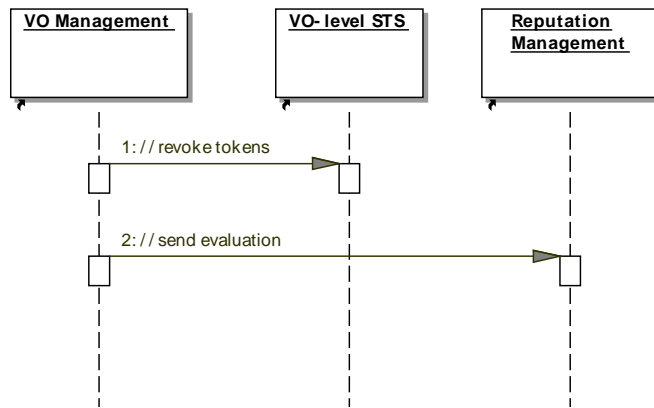 VO Management
VO-level STS
Reputation
Management
1: // revoke tokens
2: // send evaluation